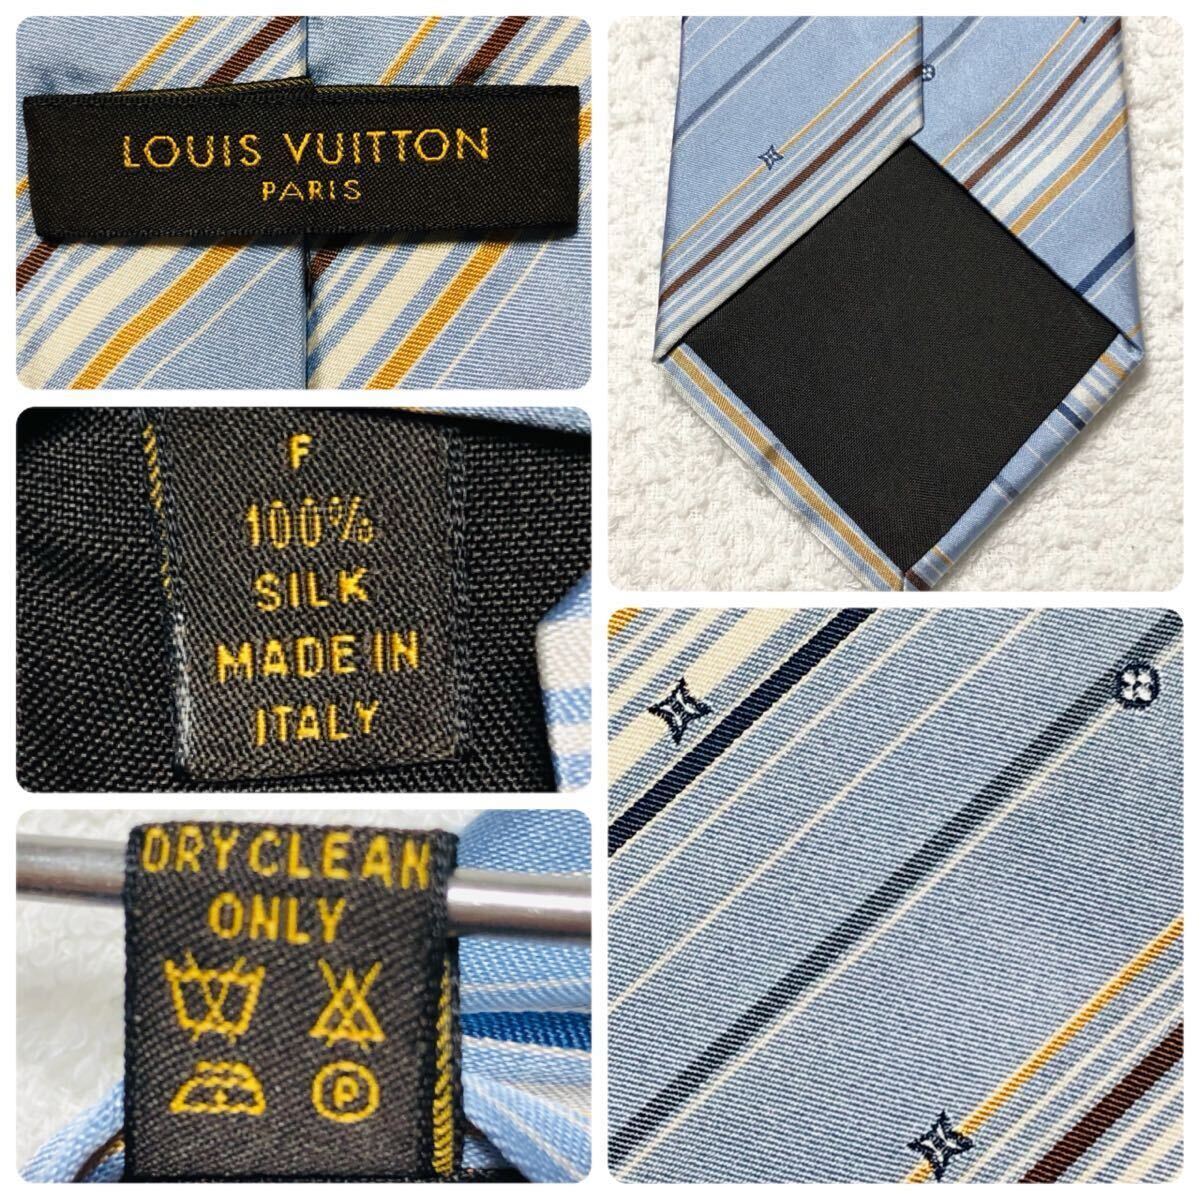 LOUIS VUITTON
PARIS
F
100%
SILK
MADE IN
ITALY
DRY CLEAN
ONLY
P